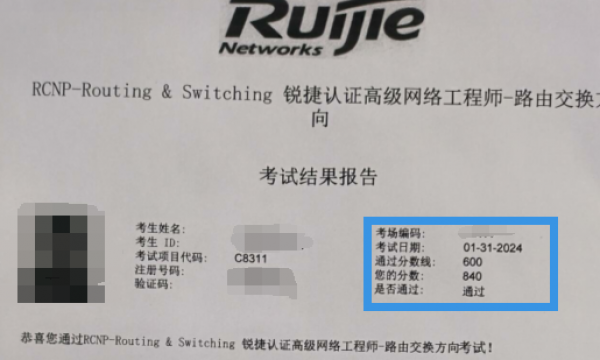 Ruijie
Networks
RCNP-Routing & Switching 锐捷认证高级网络工程师-路由交换方
向
考试结果报告
考生姓名:
考生 ID:
考试项目代码: C8311
注册号码:
验证码:
考场编码:
考试日期: 01-31-2024
通过分数线: 600
您的分数: 840
是否通过: 通过
恭喜您通过RCNP-Routing & Switching 锐捷认证高级网络工程师-路由交换方向考试!